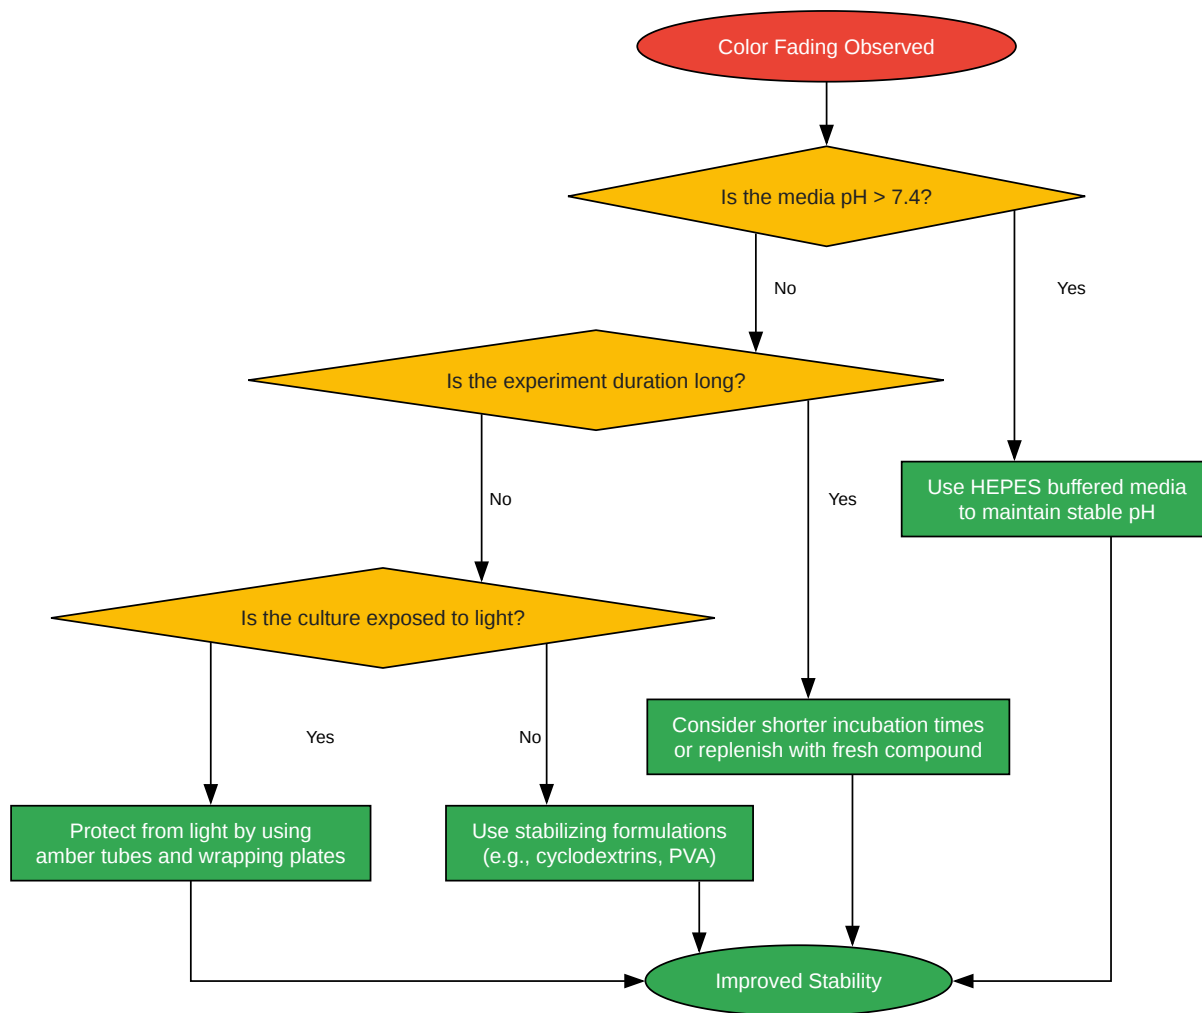 Color Fading Observed
Is the media pH > 7.4?
No
Yes
Is the experiment duration long?
Use HEPES buffered media
to maintain stable pH
No
Yes
Is the culture exposed to light?
Consider shorter incubation times
or replenish with fresh compound
Yes
No
Protect from light by using
amber tubes and wrapping plates
Use stabilizing formulations
(e.g., cyclodextrins, PVA)
Improved Stability